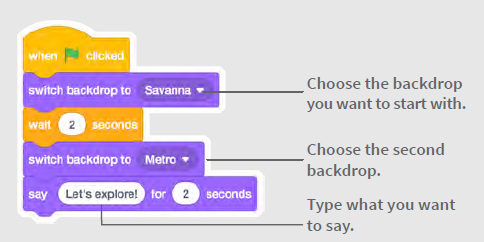 when clicked
switch backdrop to Savanna
Choose the backdrop
you want to start with.
wait 2 seconds
switch backdrop to Metro
Choose the second
backdrop.
say Let's explore! for 2 seconds
Type what you want
to say.